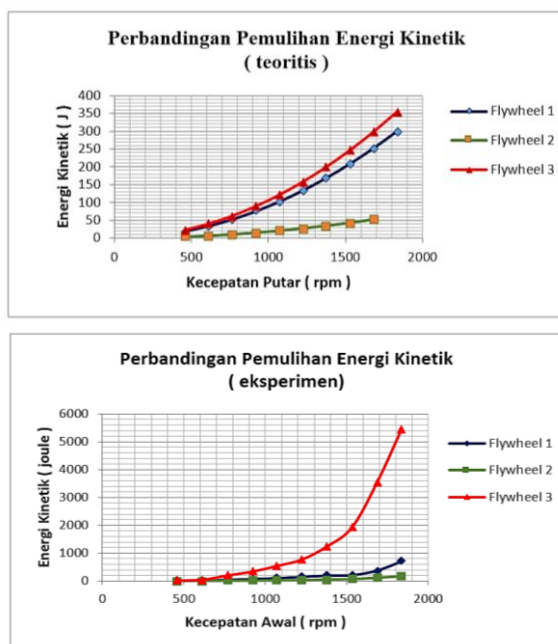 Perbandingan Pemulihan Energi Kinetik
( teoritis )
Energi Kinetik ( J )
400
350
300
250
200
150
100
50
0
0 500 1000 1500 2000
Kecepatan Putar ( rpm )
Flywheel 1
Flywheel 2
Flywheel 3
Perbandingan Pemulihan Energi Kinetik
( eksperimen)
Energi Kinetik ( joule )
6000
5000
4000
3000
2000
1000
0
0 500 1000 1500 2000
Kecepatan Awal ( rpm )
Flywheel 1
Flywheel 2
Flywheel 3